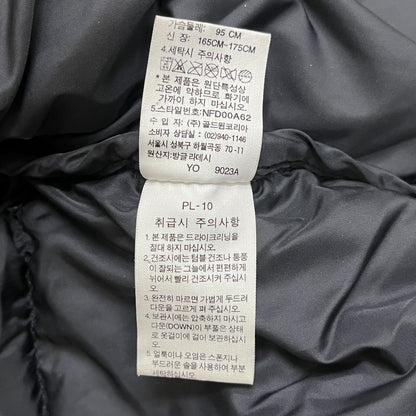 가슴둘레: 95 CM
신 장: 165CM-175CM
4.세탁시 주의사항
*본 제품은 원단특성상
고온에 약하므로 화기에
가까이 하지 마십시오.
5.스타일번호:NFD00A62
수 입 자: (주)골드윈코리아
소비자 상담실: 02)940-1146
서울시 성북구 하월곡동 70-11
원산지:방글라데시
YO 9023A
PL-10
취급시 주의사항
1.본 제품은 드라이크리닝을
절대 하지 마십시오.
2.건조시에는 텀블 건조나 통풍
이 잘되는 그늘에서 편편하게
뉘어서 빨리 건조시켜 주십시
오.
3.완전히 마르면 가볍게 두드려
다운을 고르게 펴 주십시오.
4.보관시에는 압축하지 마시고
다운(DOWN)이 부풀은 상태
로 옷걸이에 걸어 보관하십시
오.
5.얼룩이나 오염은 스폰지나
부드러운 솔을 사용하여 부분
세탁하십시오.